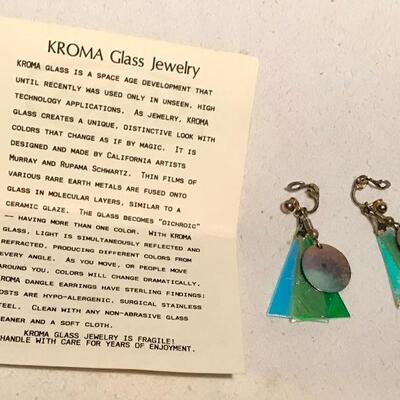 KROMA Glass Jewelry
KROMA GLASS IS A SPACE AGE DEVELOPMENT THAT
UNTIL RECENTLY WAS USED ONLY IN UNSEEN, HIGH
TECHNOLOGY APPLICATIONS. AS JEWELRY, KROMA
GLASS CREATES A UNIQUE, DISTINCTIVE LOOK WITH
COLORS THAT CHANGE AS IF BY MAGIC. IT IS
DESIGNED AND MADE BY CALIFORNIA ARTISTS
MURRAY AND RUPAMA SCHWARTZ. THIN FILMS OF
VARIOUS RARE EARTH METALS ARE FUSED ONTO
GLASS IN MOLECULAR LAYERS, SIMILAR TO A
CERAMIC GLAZE. THE GLASS BECOMES "DICHROIC"
-- HAVING MORE THAN ONE COLOR. WITH KROMA
GLASS, LIGHT IS SIMULTANEOUSLY REFLECTED AND
REFRACTED, PRODUCING DIFFERENT COLORS FROM
EVERY ANGLE. AS YOU MOVE, OR PEOPLE MOVE
AROUND YOU, COLORS WILL CHANGE DRAMATICALLY.
KROMA DANGLE EARRINGS HAVE STERLING FINDINGS:
POSTS ARE HYPO-ALERGENIC, SURGICAL STAINLESS
STEEL. CLEAN WITH ANY NON-ABRASIVE GLASS
CLEANER AND A SOFT CLOTH.
KROMA GLASS JEWELRY IS FRAGILE!
HANDLE WITH CARE FOR YEARS OF ENJOYMENT.